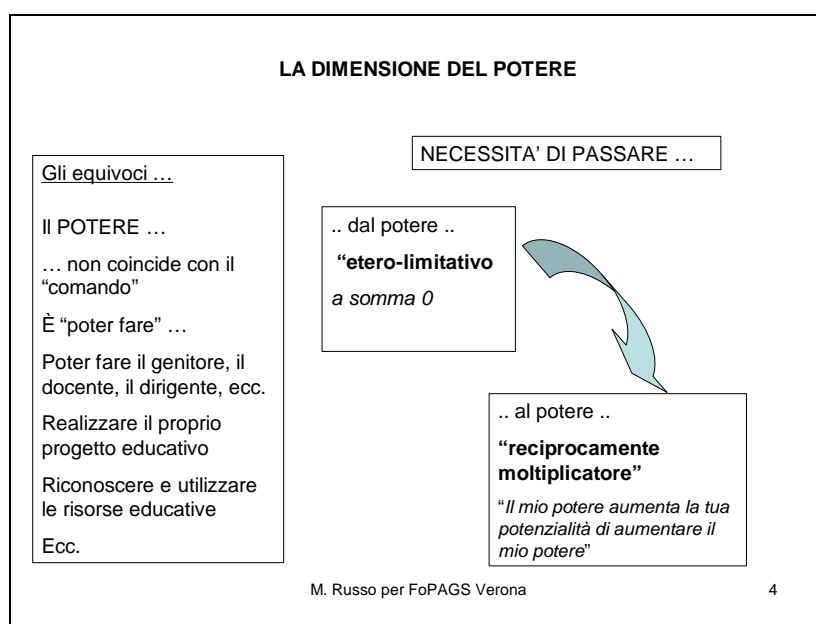 LA DIMENSIONE DEL POTERE
NECESSITA’ DI PASSARE …
Gli equivoci …
Il POTERE …
… non coincide con il
“comando”
È “poter fare” …
Poter fare il genitore, il
docente, il dirigente, ecc.
Realizzare il proprio
progetto educativo
Riconoscere e utilizzare
le risorse educative
Ecc.
.. dal potere ..
“etero-limitativo
a somma 0
.. al potere ..
“reciprocamente
moltiplicatore”
“Il mio potere aumenta la tua
potenzialità di aumentare il
mio potere”
M. Russo per FoPAGS Verona
4